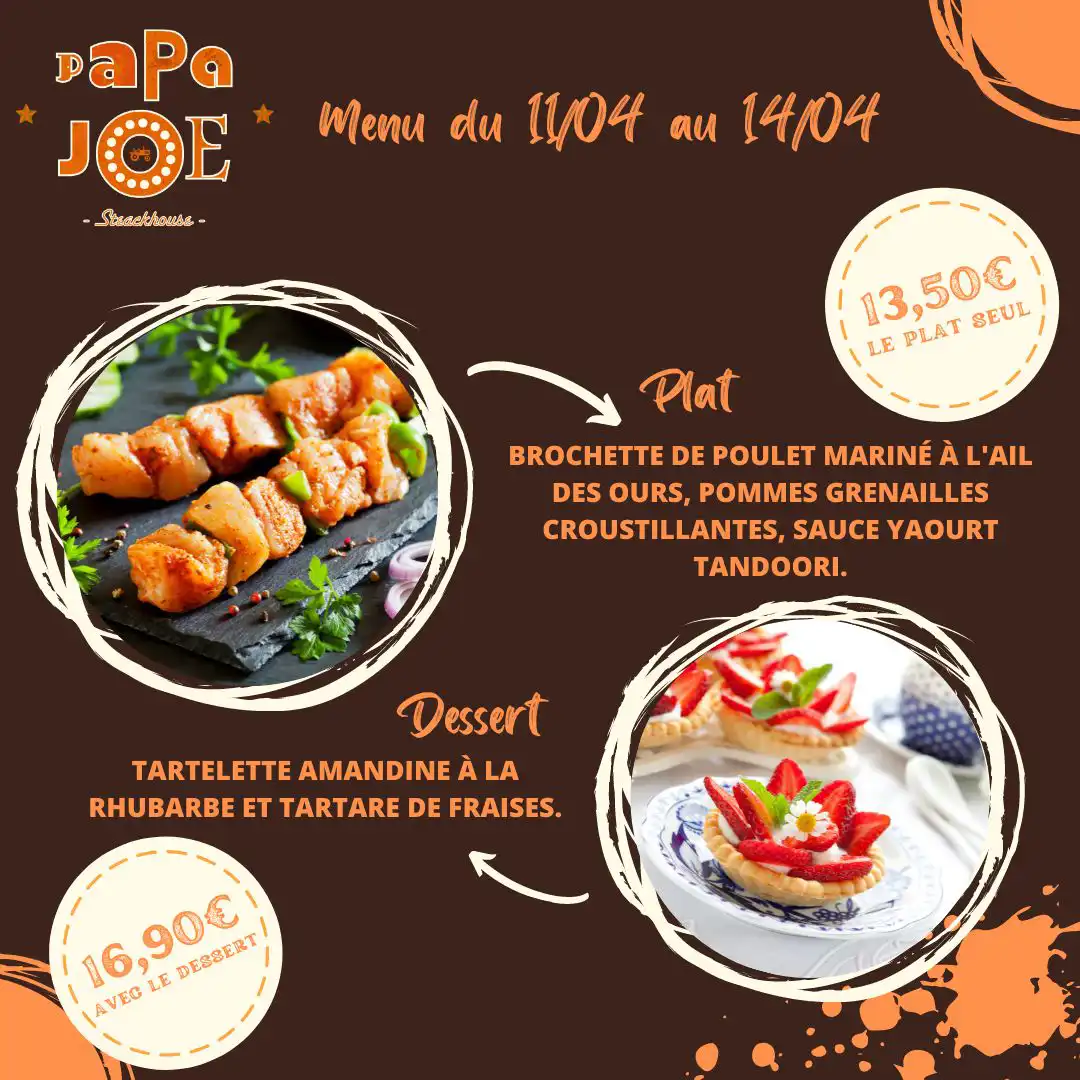 PAPA
JOE
- Steackhouse -
Menu du 11/04 au 14/04
13,50€
LE PLAT SEUL
Plat
BROCHETTE DE POULET MARINÉ À L'AIL
DES OURS, POMMES GRENAILLES
CROUSTILLANTES, SAUCE YAOURT
TANDOORI.
Dessert
TARTELETTE AMANDINE À LA
RHUBARBE ET TARTARE DE FRAISES.
16,90€
AVEC LE DESSERT